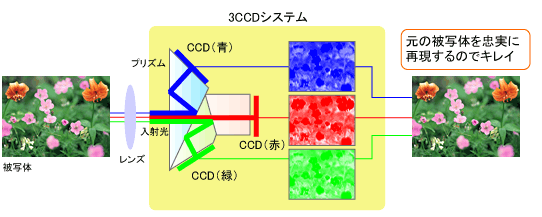 3CCDシステム
CCD(青)
プリズム
元の被写体を忠実に
再現するのでキレイ
入射光
CCD(赤)
レンズ
被写体
CCD(緑)